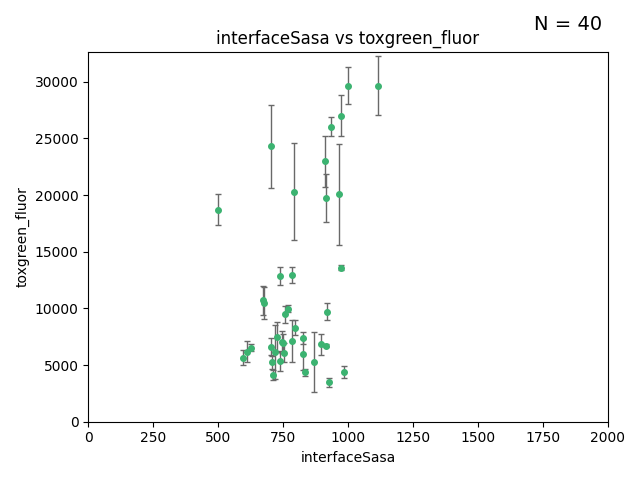 N = 40
interfaceSasa vs toxgreen_fluor
toxgreen_fluor
30000
25000
20000
15000
10000
5000
0
0 250 500 750 1000 1250 1500 1750 2000
interfaceSasa